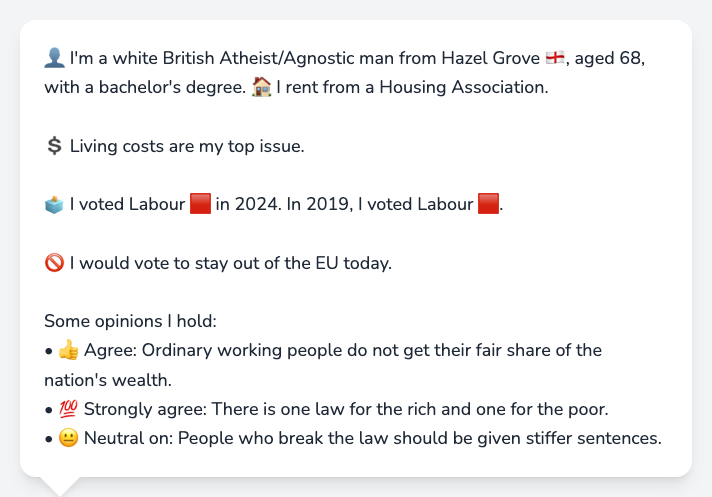 👤 I'm a white British Atheist/Agnostic man from Hazel Grove 🏴󠁧󠁢󠁥󠁮󠁧󠁿, aged 68,
with a bachelor's degree. 🏠 I rent from a Housing Association.
💲 Living costs are my top issue.
🗳️ I voted Labour 🟥 in 2024. In 2019, I voted Labour 🟥.
🚫 I would vote to stay out of the EU today.
Some opinions I hold:
• 👍 Agree: Ordinary working people do not get their fair share of the
nation's wealth.
• 💯 Strongly agree: There is one law for the rich and one for the poor.
• 😐 Neutral on: People who break the law should be given stiffer sentences.